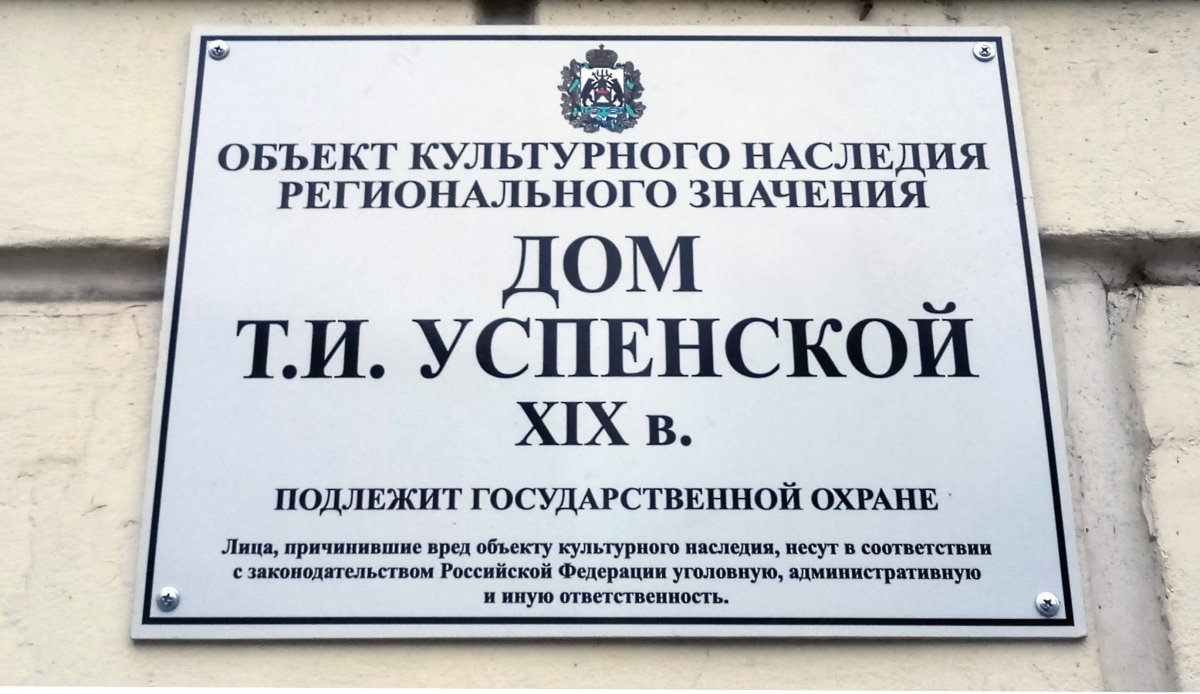 ОБЪЕКТ КУЛЬТУРНОГО НАСЛЕДИЯ
РЕГИОНАЛЬНОГО ЗНАЧЕНИЯ
ДОМ
Т.И. УСПЕНСКОЙ
XIX в.
ПОДЛЕЖИТ ГОСУДАРСТВЕННОЙ ОХРАНЕ
Лица, причинившие вред объекту культурного наследия, несут в соответствии
с законодательством Российской Федерации уголовную, административную
и иную ответственность.